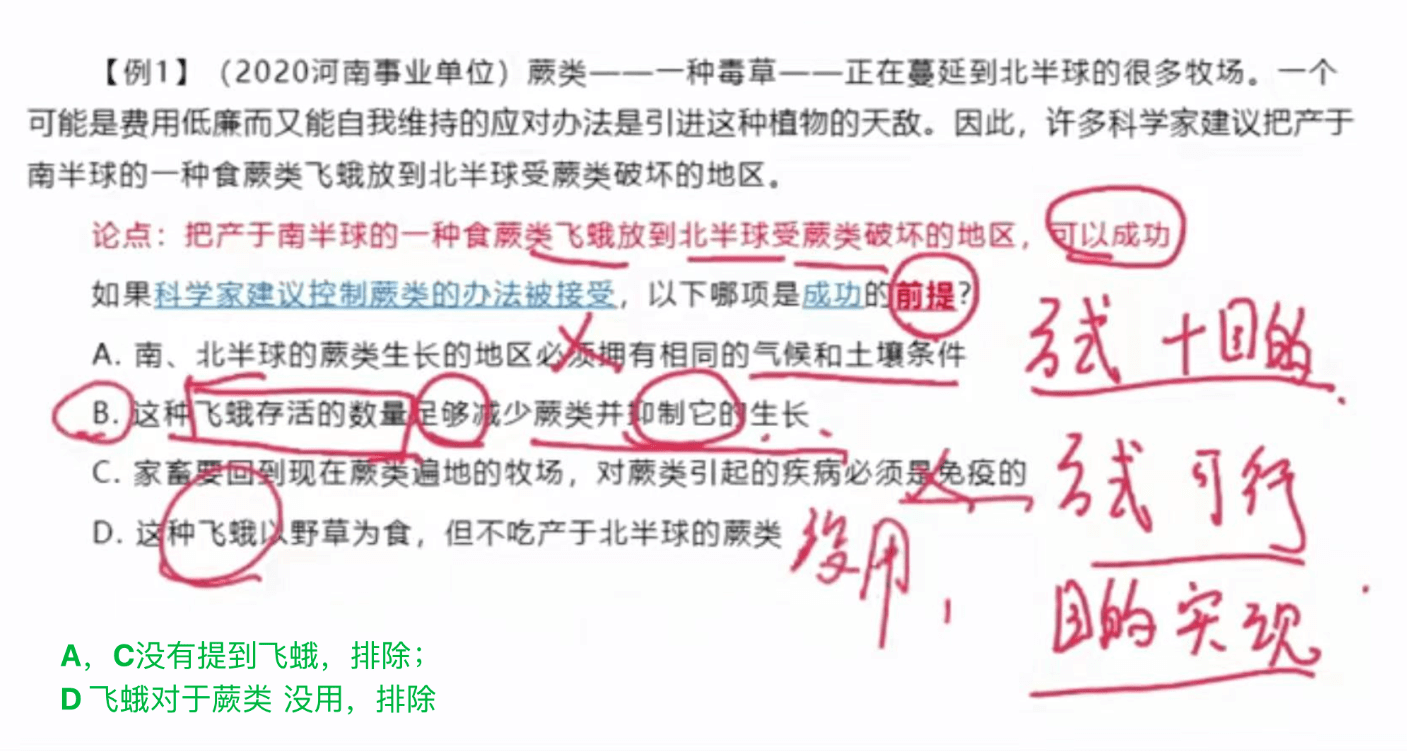 【例1】（2020河南事业单位）蕨类——一种毒草——正在蔓延到北半球的很多牧场。一个
可能是费用低廉而又能自我维持的应对办法是引进这种植物的天敌。因此，许多科学家建议把产于
南半球的一种食蕨类飞蛾放到北半球受蕨类破坏的地区。
论点：把产于南半球的一种食蕨类飞蛾放到北半球受蕨类破坏的地区，可以成功
如果科学家建议控制蕨类的办法被接受，以下哪项是成功的前提？
A. 南、北半球的蕨类生长的地区必须拥有相同的气候和土壤条件
方式 十目的
B. 这种飞蛾存活的数量足够减少蕨类并抑制它的生长
C. 家畜要回到现在蕨类遍地的牧场，对蕨类引起的疾病必须是免疫的
方式 可行
D. 这种飞蛾以野草为食，但不吃产于北半球的蕨类
没用，
目的实现
A，C没有提到飞蛾，排除；
D 飞蛾对于蕨类 没用，排除